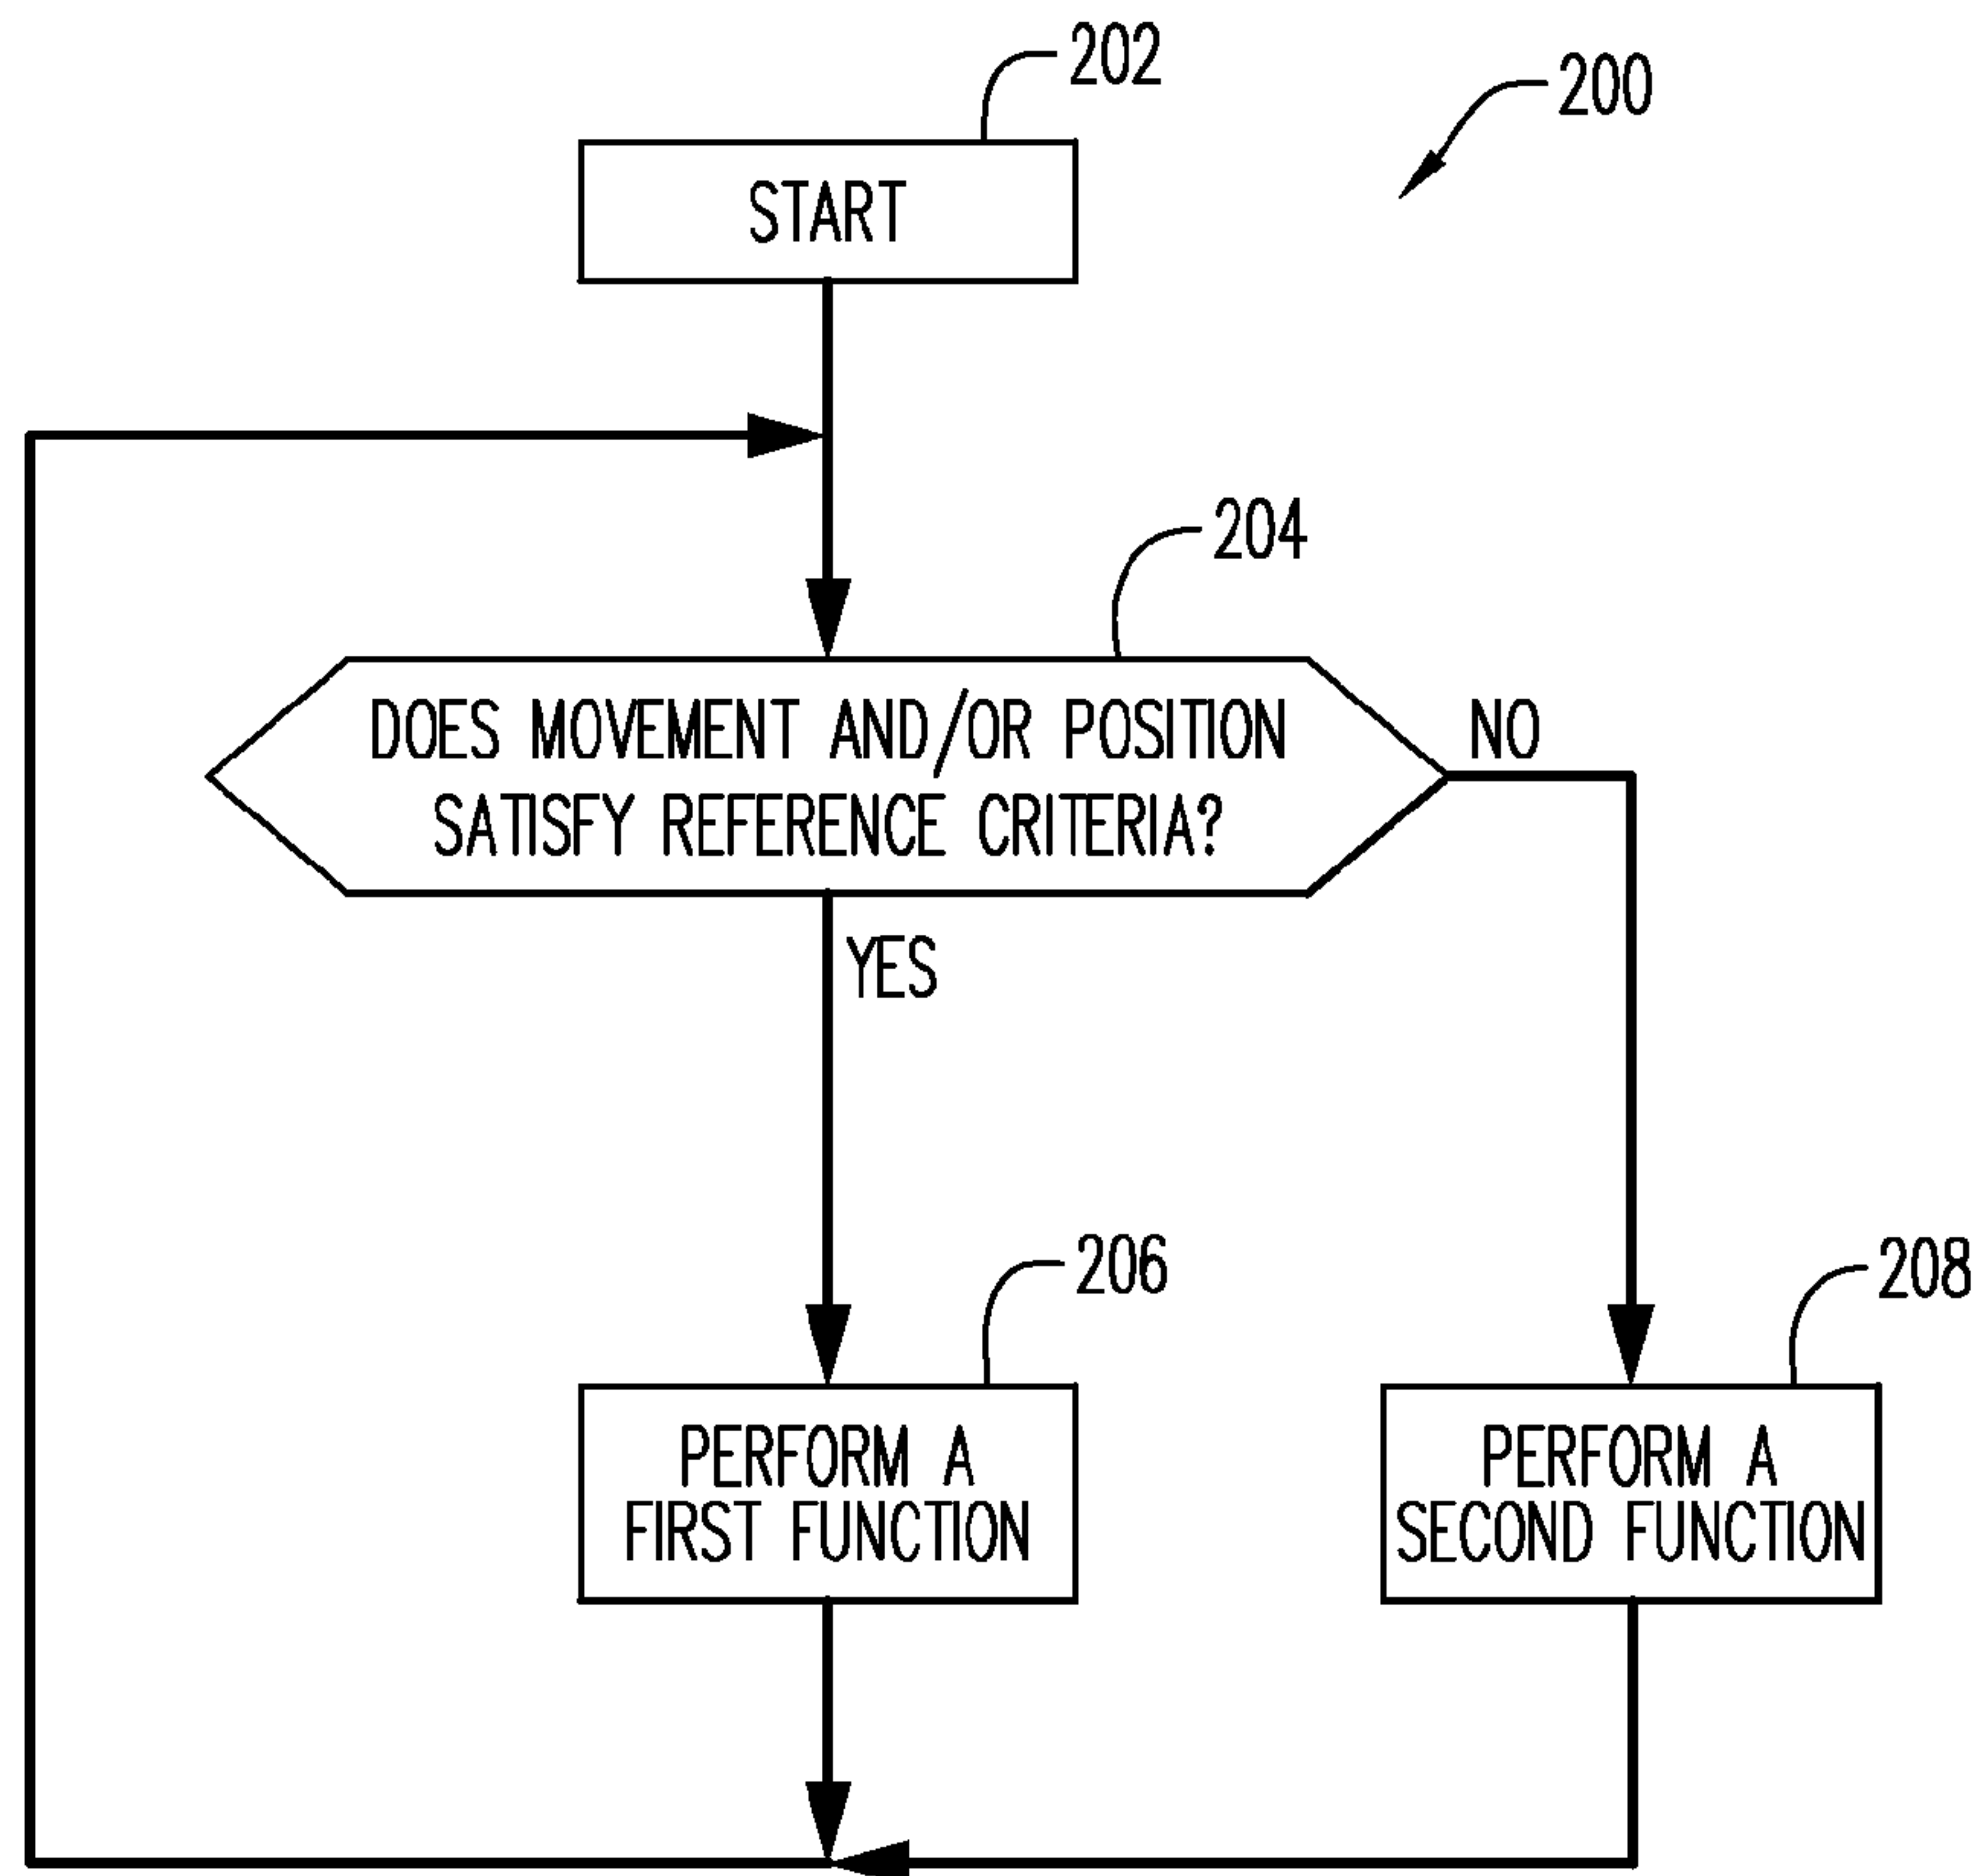 202
200
START
204
DOES MOVEMENT AND/OR POSITION
SATISFY REFERENCE CRITERIA?
NO
YES
206
208
PERFORM A
FIRST FUNCTION
PERFORM A
SECOND FUNCTION